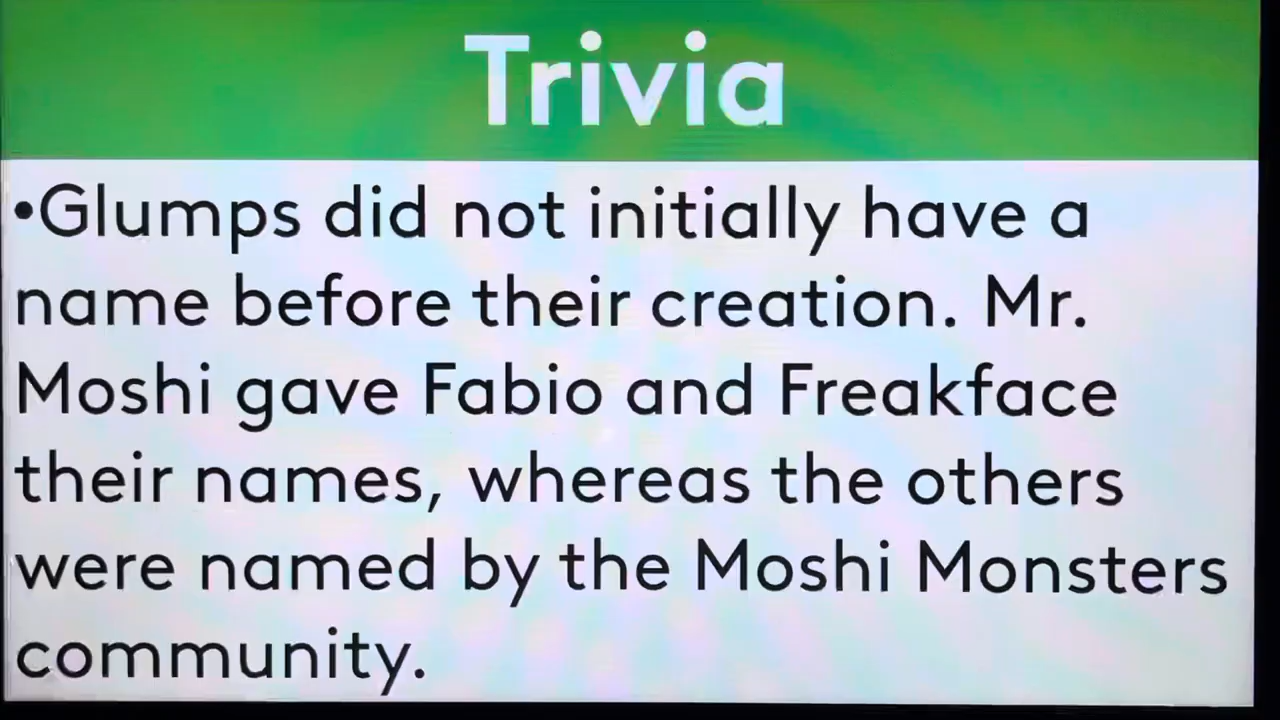 Trivia
•Glumps did not initially have a
name before their creation. Mr.
Moshi gave Fabio and Freakface
their names, whereas the others
were named by the Moshi Monsters
community.